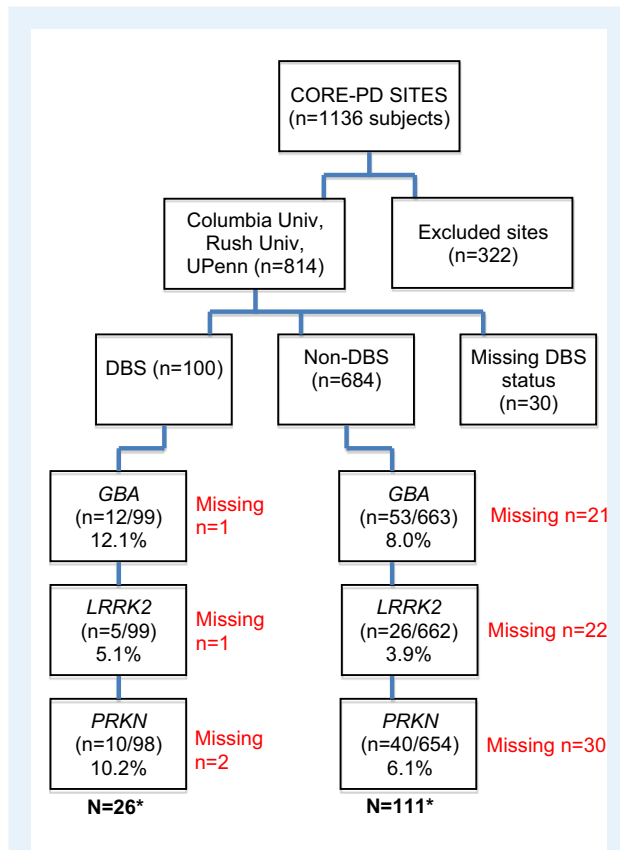 CORE-PD SITES
(n=1136 subjects)
Columbia Univ,
Rush Univ,
UPenn (n=814)
Excluded sites
(n=322)
DBS (n=100)
Non-DBS
(n=684)
Missing DBS
status
(n=30)
GBA
(n=12/99)
12.1%
Missing
n=1
GBA
(n=53/663)
8.0%
Missing n=21
LRRK2
(n=5/99)
5.1%
Missing
n=1
LRRK2
(n=26/662)
3.9%
Missing n=22
PRKN
(n=10/98)
10.2%
Missing
n=2
PRKN
(n=40/654)
6.1%
Missing n=30
N=26*
N=111*